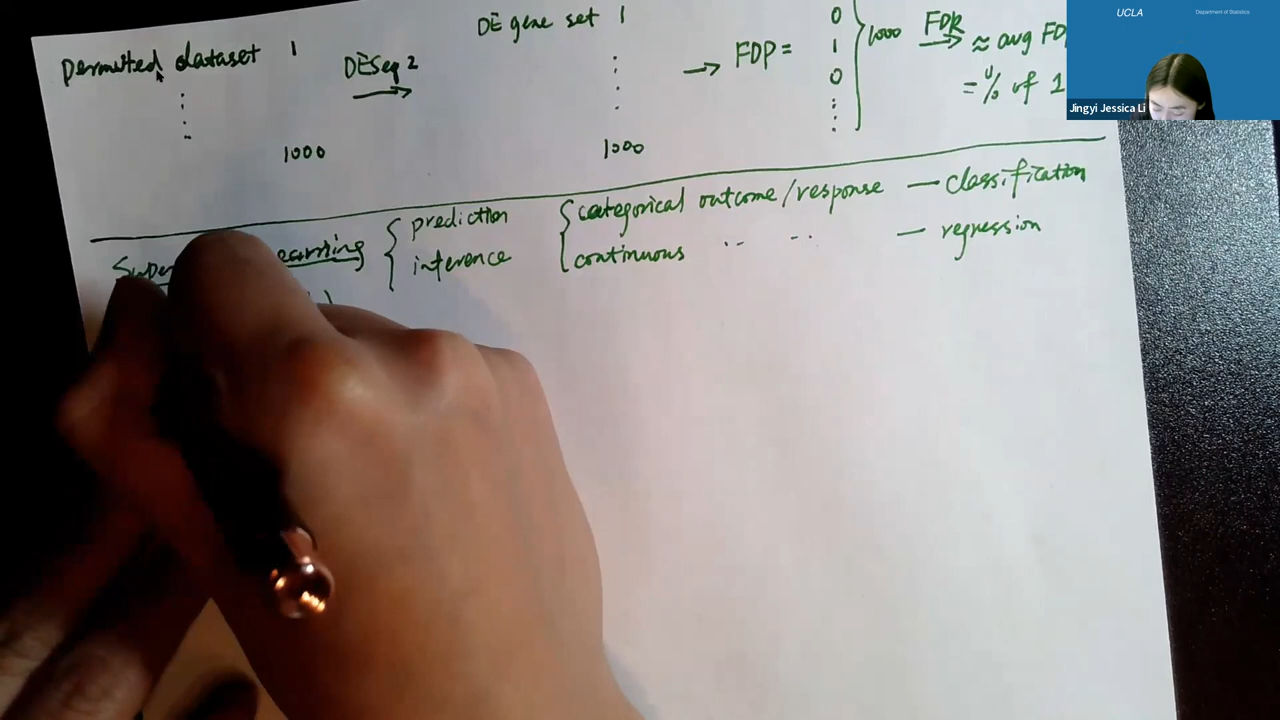 UCLA
Department of Statistics
Jingyi Jessica Li
DE gene set 1
0
permuted dataset 1
DESeq2
→ FDP =
1
0
1000
FDR
≈ avg FD
= % of 1
1000
1000
prediction
inference
categorical outcome/response — classification
continuous .. .. — regression